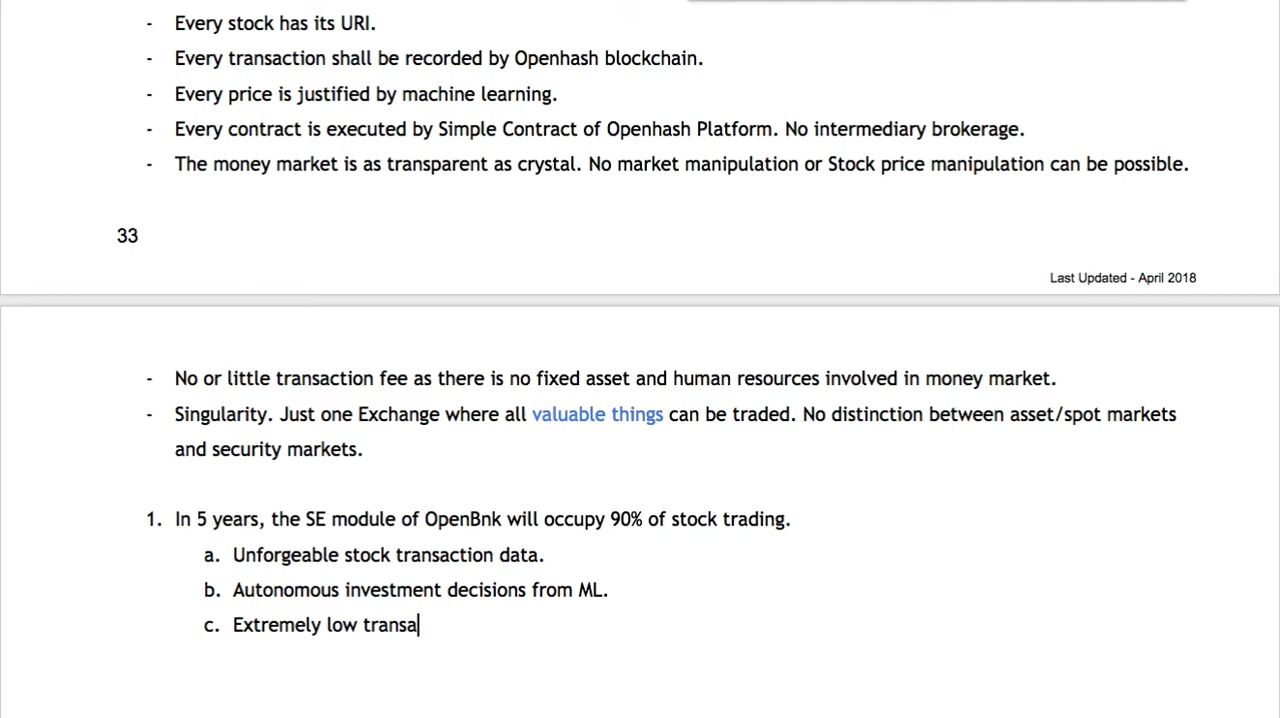 - Every stock has its URI.
- Every transaction shall be recorded by Openhash blockchain.
- Every price is justified by machine learning.
- Every contract is executed by Simple Contract of Openhash Platform. No intermediary brokerage.
- The money market is as transparent as crystal. No market manipulation or Stock price manipulation can be possible.
33
Last Updated - April 2018
- No or little transaction fee as there is no fixed asset and human resources involved in money market.
- Singularity. Just one Exchange where all valuable things can be traded. No distinction between asset/spot markets
and security markets.
1. In 5 years, the SE module of OpenBnk will occupy 90% of stock trading.
a. Unforgeable stock transaction data.
b. Autonomous investment decisions from ML.
c. Extremely low transa